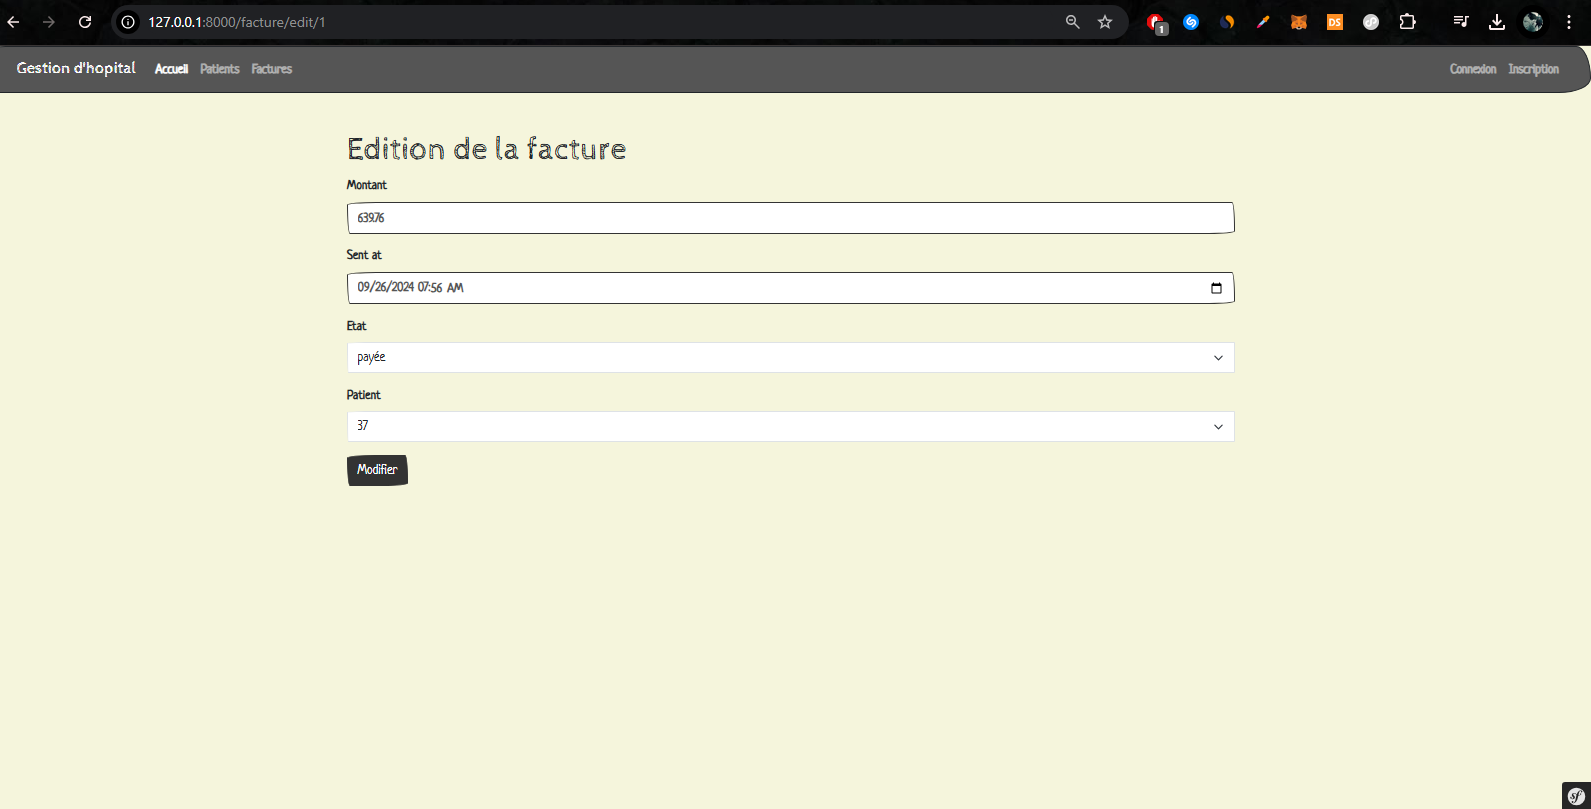 127.0.0.1:8000/facture/edit/1
1
DS
Gestion d'hopital Accueil Patients Factures Connexion Inscription
Edition de la facture
Montant
639.76
Sent at
09/26/2024 07:56 AM
Etat
payée
Patient
37
Modifier
sf